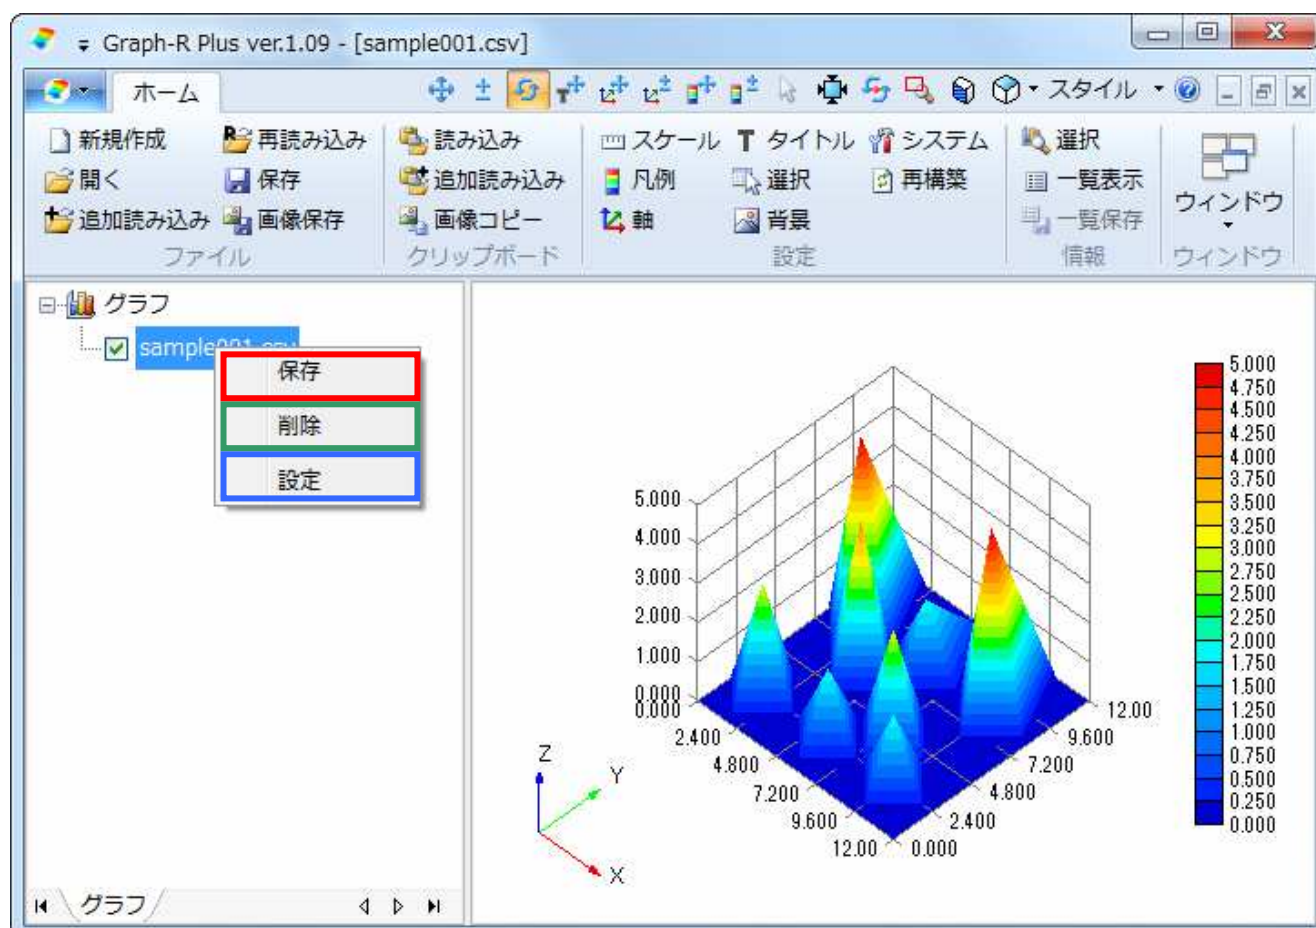 Graph-R Plus ver.1.09 - [sample001.csv]
ホーム
スタイル
新規作成 再読み込み 読み込み スケール タイトル システム 選択
開く 保存 追加読み込み 凡例 選択 再構築 一覧表示
追加読み込み 画像保存 画像コピー 軸 背景 一覧保存
ウィンドウ
ファイル クリップボード 設定 情報 ウィンドウ
グラフ
sample001.csv
保存
削除
設定
5.000
4.000
3.000
2.000
1.000
0.000
0.000
2.400
4.800
7.200
9.600
12.00
0.000
2.400
4.800
7.200
9.600
12.00
Z
Y
X
5.000
4.750
4.500
4.250
4.000
3.750
3.500
3.250
3.000
2.750
2.500
2.250
2.000
1.750
1.500
1.250
1.000
0.750
0.500
0.250
0.000
グラフ